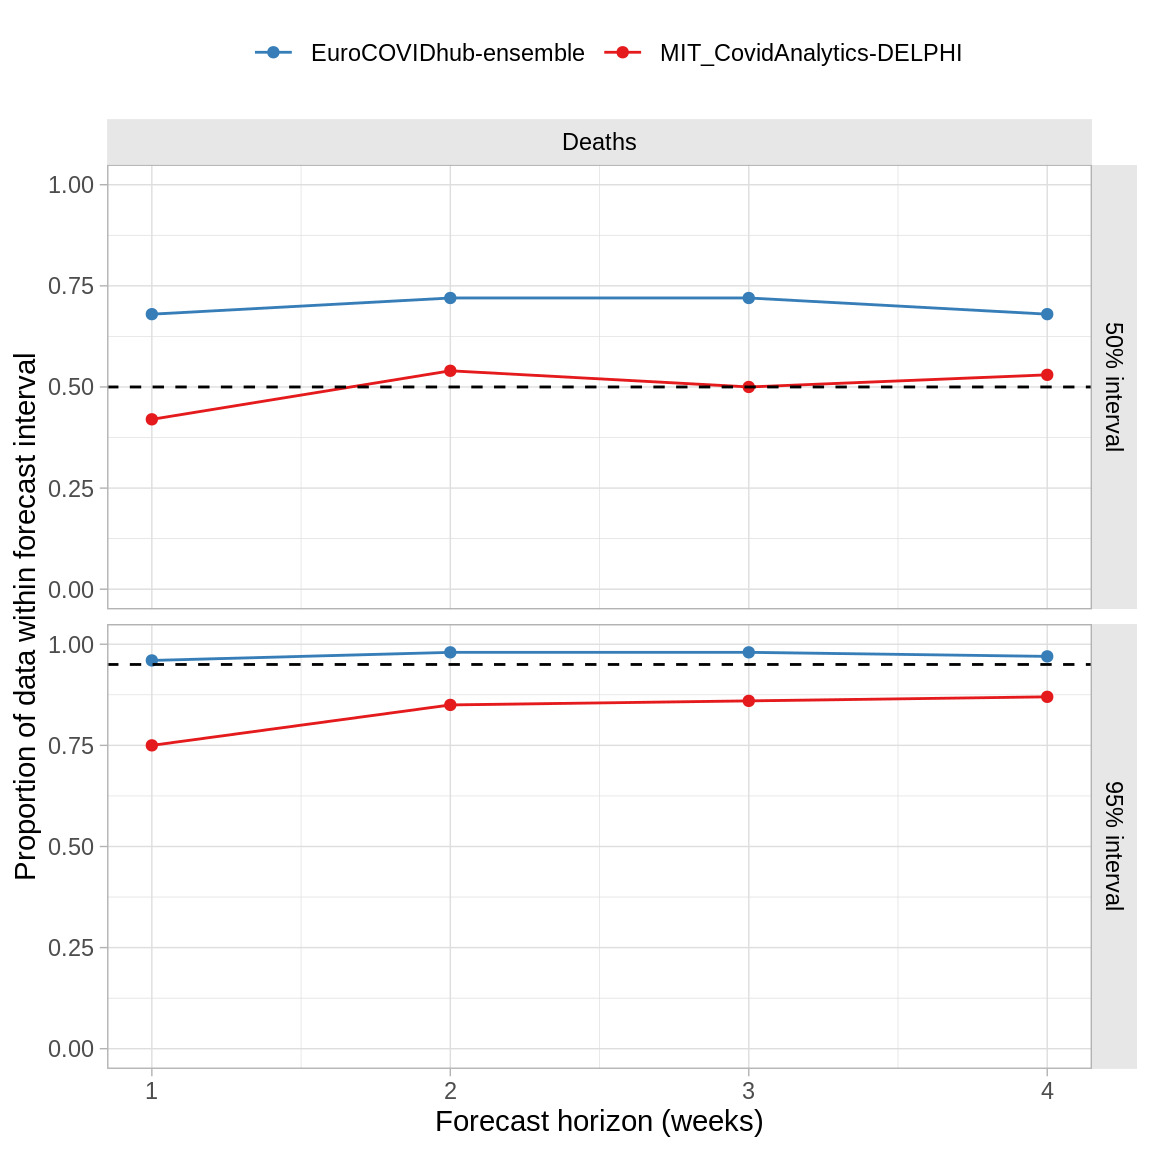 EuroCOVIDhub-ensemble MIT_CovidAnalytics-DELPHI
Deaths
Proportion of data within forecast interval
1.00
0.75
0.50
0.25
0.00
50% interval
1.00
0.75
0.50
0.25
0.00
95% interval
1 2 3 4
Forecast horizon (weeks)